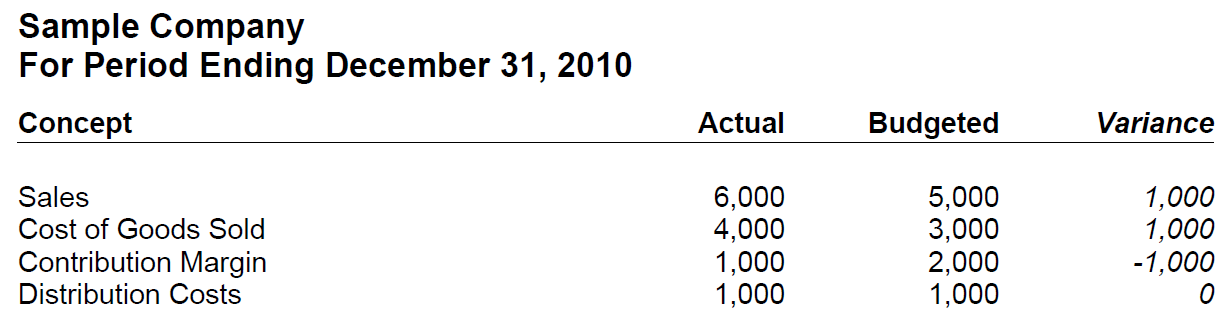 Sample Company
For Period Ending December 31, 2010
Concept Actual Budgeted Variance
Sales 6,000 5,000 1,000
Cost of Goods Sold 4,000 3,000 1,000
Contribution Margin 1,000 2,000 -1,000
Distribution Costs 1,000 1,000 0